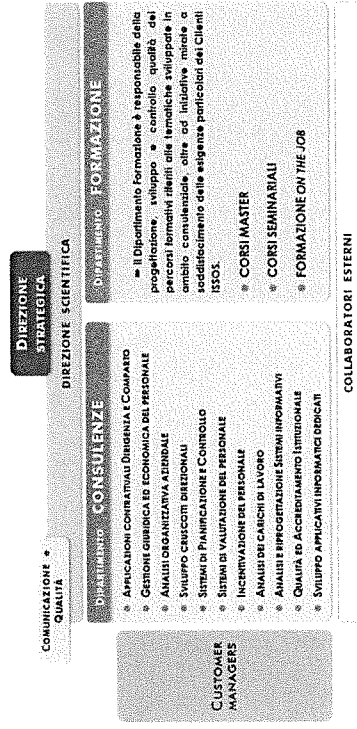 DIREZIONE
STRATEGICA
COMUNICAZIONE e
QUALITÀ
DIREZIONE SCIENTIFICA
CUSTOMER
MANAGERS
DIPARTIMENTO CONSULENZE
APPLICAZIONI CONTRATTUALI DIRIGENZA E COMPARTO
GESTIONE GIURIDICA ED ECONOMICA DEL PERSONALE
ANALISI ORGANIZZATIVA AZIENDALE
SVILUPPO CRUSCOTTI DIREZIONALI
SISTEMI DI PIANIFICAZIONE E CONTROLLO
SISTEMI DI VALUTAZIONE DEL PERSONALE
INCENTIVAZIONE DEL PERSONALE
ANALISI DEI CARICHI DI LAVORO
ANALISI E RIPROGETTAZIONE SISTEMI INFORMATIVI
QUALITÀ ED ACCREDITAMENTO ISTITUZIONALE
SVILUPPO APPLICATIVI INFORMATICI DEDICATI
DIPARTIMENTO FORMAZIONE
Il Dipartimento Formazione è responsabile della
progettazione, sviluppo e controllo qualità dei
percorsi formativi riferiti alle tematiche sviluppate in
ambito consulenziale, oltre ad iniziative mirate a
soddisfacimento delle esigenze particolari dei Clienti
ISSOS.
CORSI MASTER
CORSI SEMINARIALI
FORMAZIONE ON THE JOB
COLLABORATORI ESTERNI